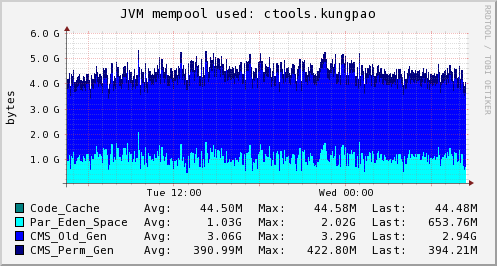 JVM mempool used: ctools.kungpao
RRDTOOL / TOBI OETIKER
bytes
6.0 G
5.0 G
4.0 G
3.0 G
2.0 G
1.0 G
Tue 12:00 Wed 00:00
Code_Cache Avg: 44.50M Max: 44.58M Last: 44.48M
Par_Eden_Space Avg: 1.03G Max: 2.02G Last: 653.76M
CMS_Old_Gen Avg: 3.06G Max: 3.29G Last: 2.94G
CMS_Perm_Gen Avg: 390.99M Max: 422.80M Last: 394.21M